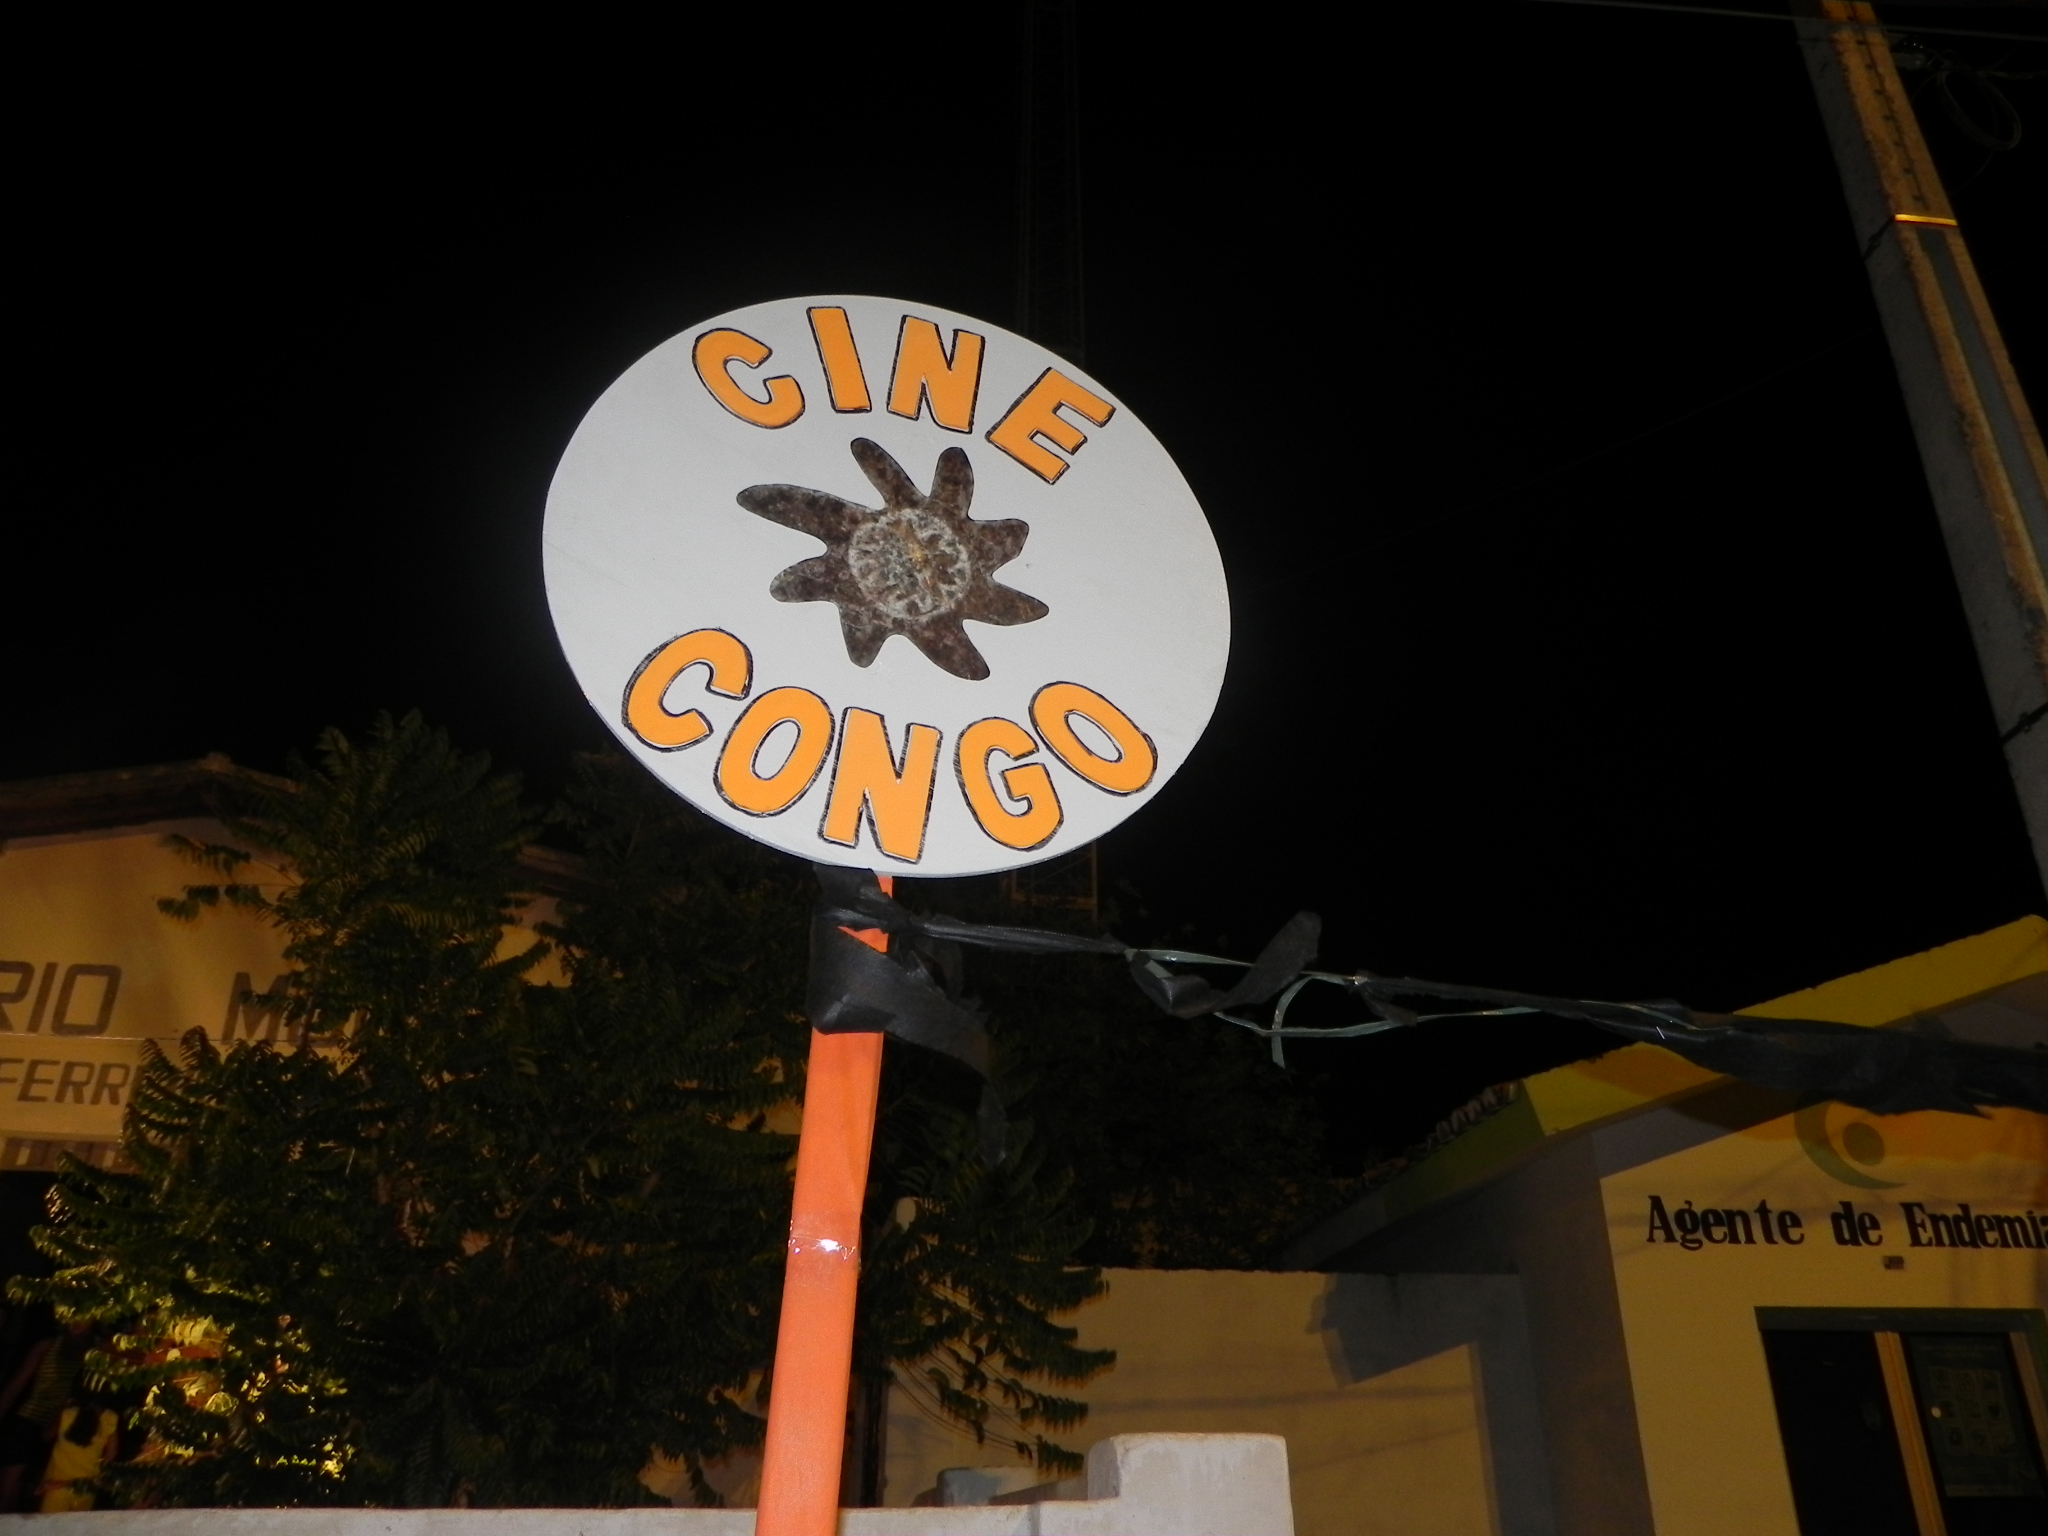 CINE
CONGO
RIO
FERR
Agente de Endemia